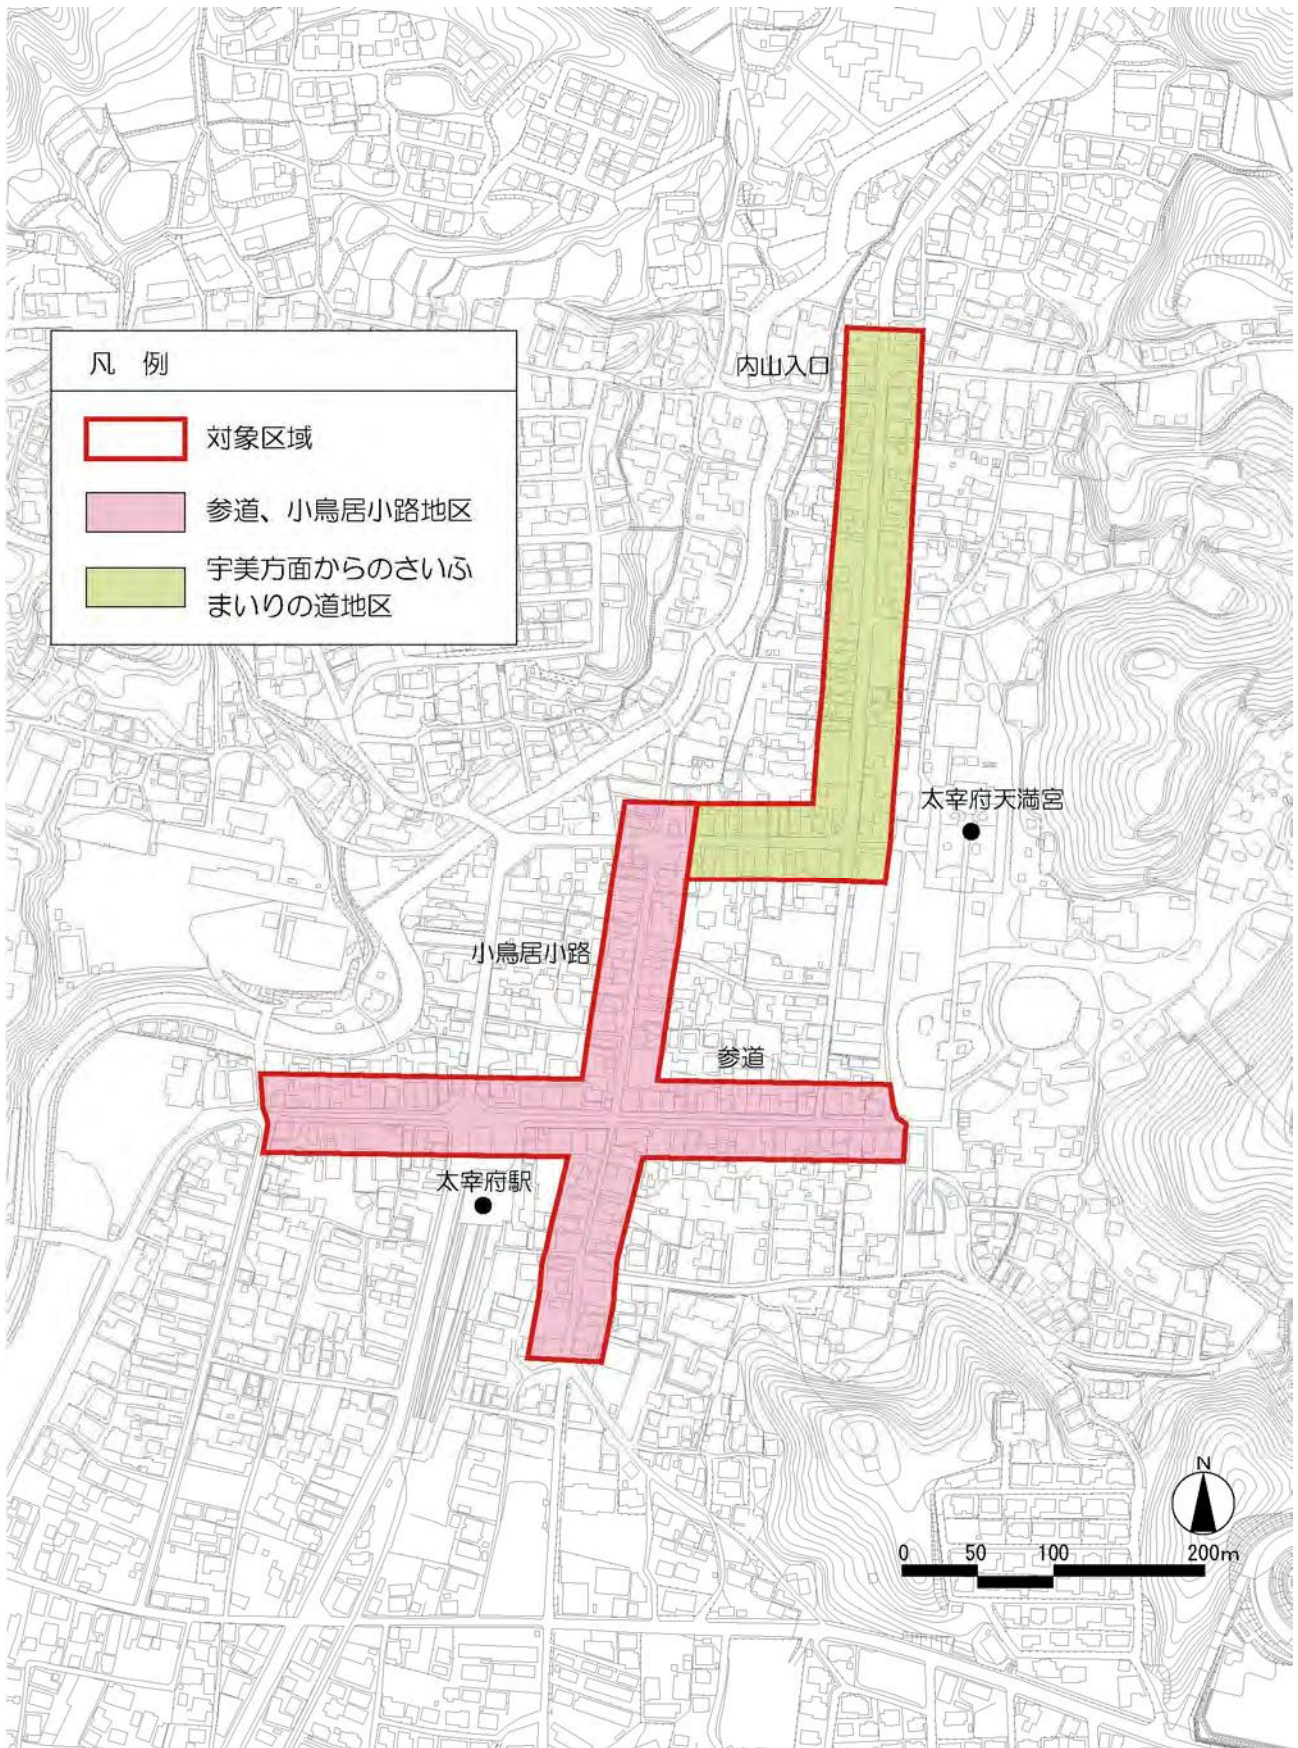 凡 例
対象区域
参道、小鳥居小路地区
宇美方面からのさいふ
まいりの道地区
内山入口
太宰府天満宮
小鳥居小路
参道
太宰府駅
N
0 50 100 200m